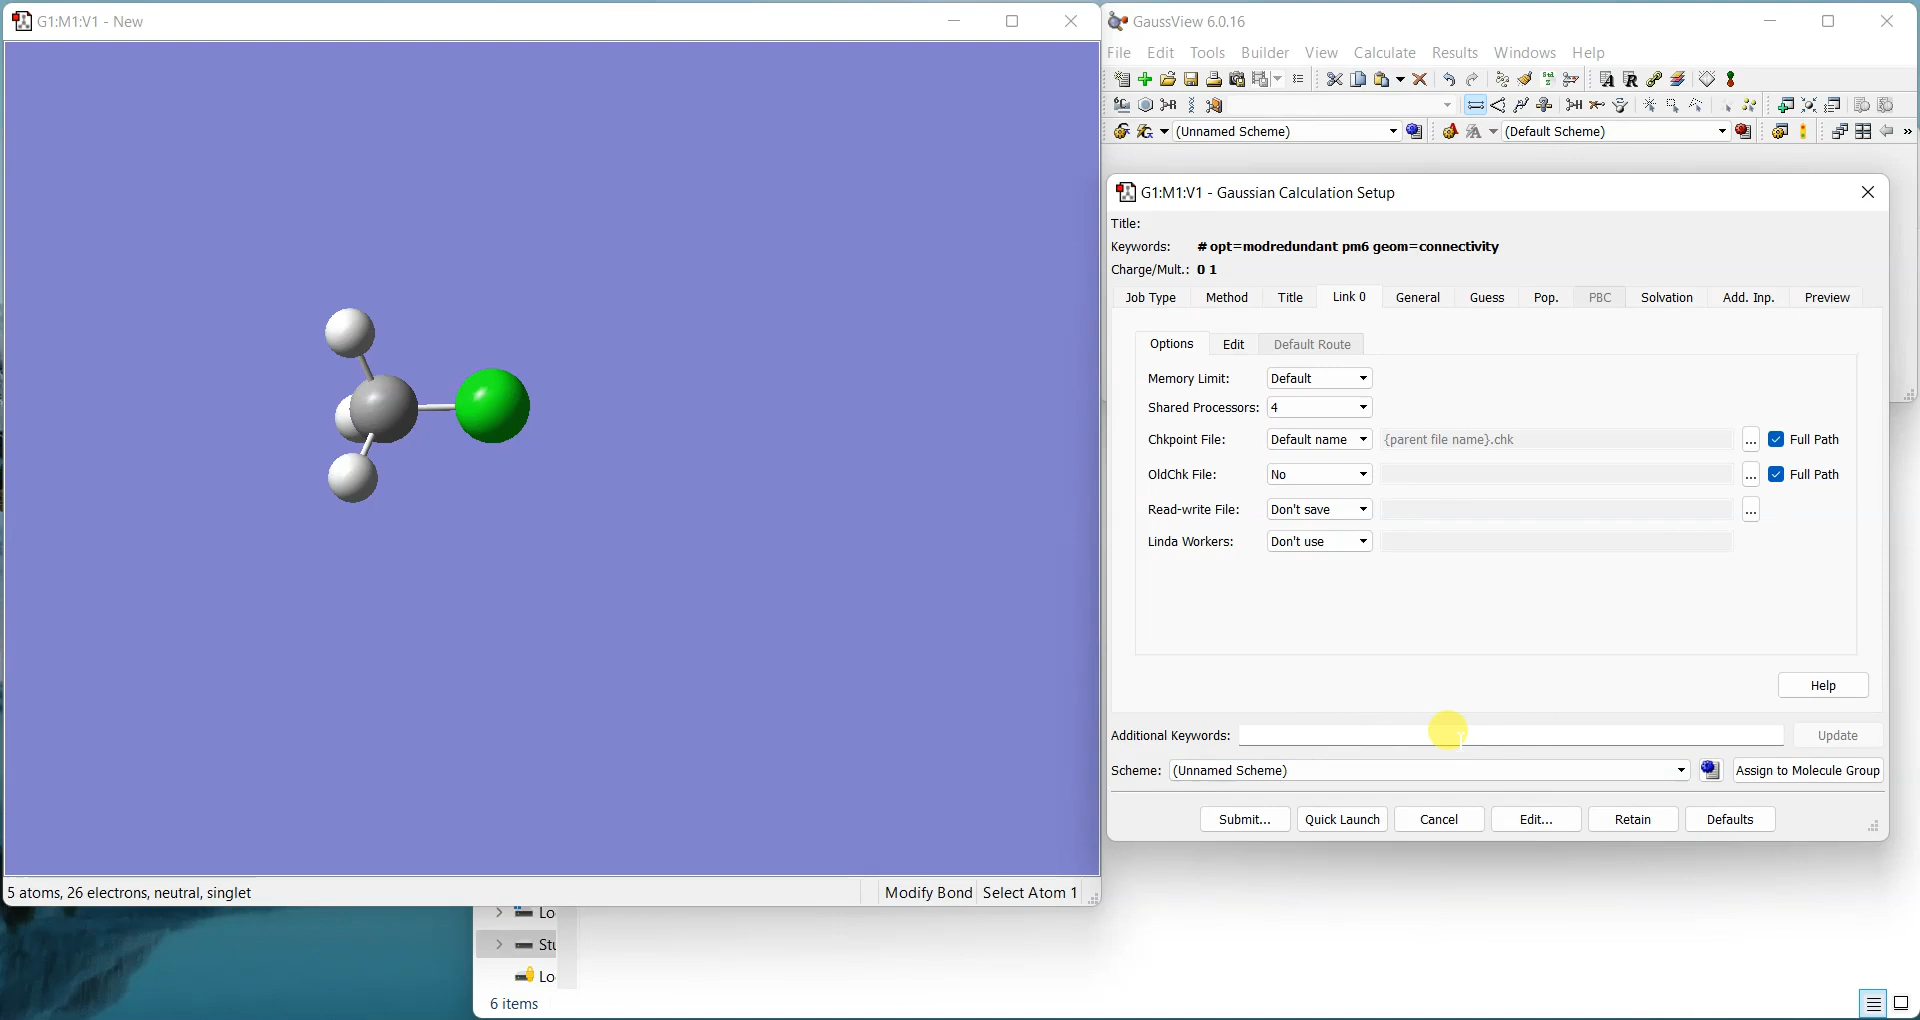 G1:M1:V1 - New
GaussView 6.0.16
File Edit Tools Builder View Calculate Results Windows Help
(Unnamed Scheme) (Default Scheme)
G1:M1:V1 - Gaussian Calculation Setup
Title:
Keywords: # opt=modredundant pm6 geom=connectivity
Charge/Mult.: 0 1
Job Type Method Title Link 0 General Guess Pop. PBC Solvation Add. Inp. Preview
Options Edit Default Route
Memory Limit: Default
Shared Processors: 4
Chkpoint File: Default name {parent file name}.chk ... Full Path
OldChk File: No ... Full Path
Read-write File: Don't save ...
Linda Workers: Don't use
Help
Additional Keywords: Update
Scheme: (Unnamed Scheme) Assign to Molecule Group
Submit... Quick Launch Cancel Edit... Retain Defaults
5 atoms, 26 electrons, neutral, singlet Modify Bond Select Atom 1
Lo
Stu
Lo
6 items